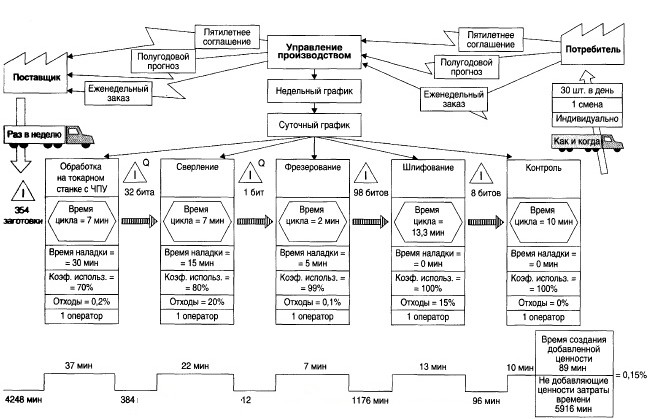 Пятилетнее
соглашение
Полугодовой
прогноз
Еженедельный
заказ
Поставщик
Управление
производством
Недельный график
Суточный график
Пятилетнее
соглашение
Полугодовой
прогноз
Еженедельный
заказ
Потребитель
30 шт. в день
1 смена
Индивидуально
Раз в неделю
Как и когда
I
354
заготовки
Обработка
на токарном
станке с ЧПУ
Время
цикла = 7 мин
Время наладки =
= 30 мин
Коэф. использ. =
= 70%
Отходы = 0,2%
1 оператор
Q
I
32 бита
Сверление
Время
цикла = 7 мин
Время наладки =
= 15 мин
Коэф. использ. =
= 80%
Отходы = 20%
1 оператор
Q
I
1 бит
Фрезерование
Время
цикла = 2 мин
Время наладки =
= 5 мин
Коэф. использ. =
= 99%
Отходы = 0,1%
1 оператор
I
98 битов
Шлифование
Время
цикла =
13,3 мин
Время наладки =
= 0 мин
Коэф. использ. =
= 100%
Отходы = 15%
1 оператор
I
8 битов
Контроль
Время
цикла = 10 мин
Время наладки =
= 0 мин
Коэф. использ. =
= 100%
Отходы = 0%
1 оператор
37 мин
22 мин
7 мин
13 мин
10 мин
4248 мин
384
12
1176 мин
96 мин
Время создания
добавленной
ценности
89 мин
Не добавляющие
ценности затраты
времени
5916 мин
= 0,15%